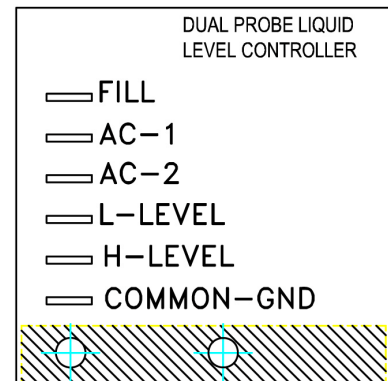 DUAL PROBE LIQUID
LEVEL CONTROLLER
FILL
AC-1
AC-2
L-LEVEL
H-LEVEL
COMMON-GND